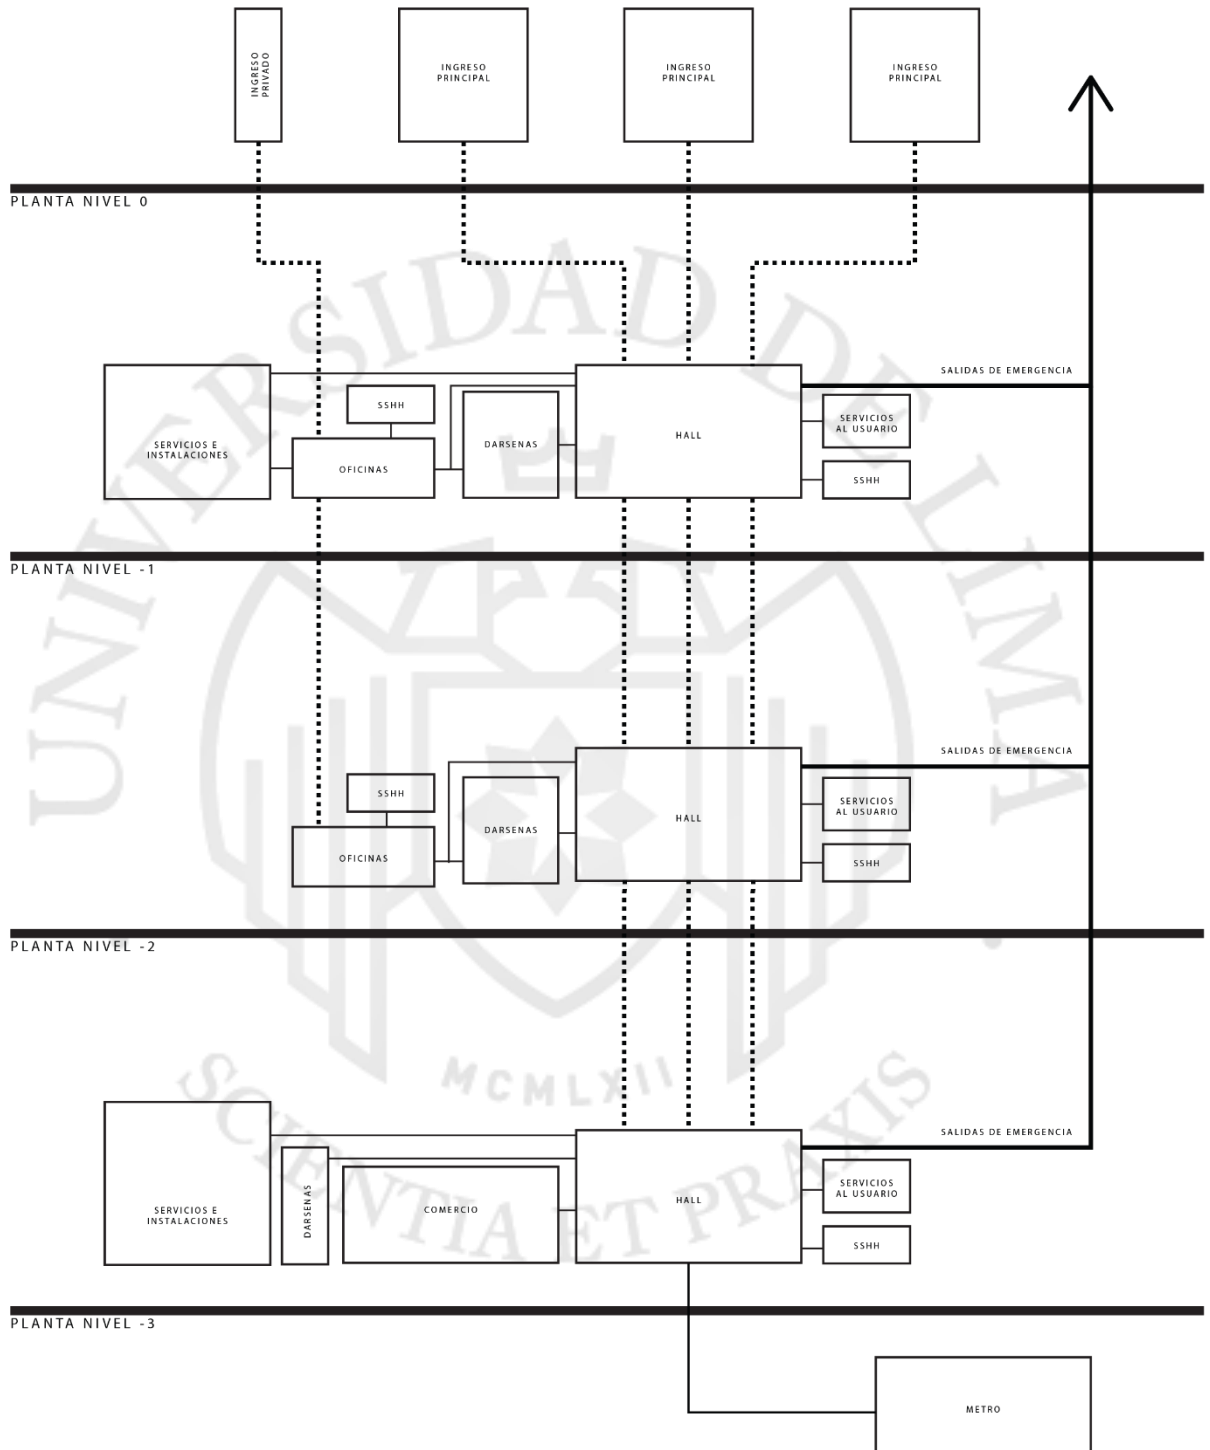 INGRESO
PRIVADO
INGRESO
PRINCIPAL
INGRESO
PRINCIPAL
INGRESO
PRINCIPAL
PLANTA NIVEL 0
UNIVERSIDAD DE LIMA
SALIDAS DE EMERGENCIA
SERVICIOS E
INSTALACIONES
SSHH
OFICINAS
DARSENAS
HALL
SERVICIOS
AL USUARIO
SSHH
PLANTA NIVEL -1
SALIDAS DE EMERGENCIA
SSHH
OFICINAS
DARSENAS
HALL
SERVICIOS
AL USUARIO
SSHH
PLANTA NIVEL -2
MCMLXII
SCIENTIA ET PRAXIS
SALIDAS DE EMERGENCIA
SERVICIOS E
INSTALACIONES
DARSENAS
COMERCIO
HALL
SERVICIOS
AL USUARIO
SSHH
PLANTA NIVEL -3
METRO